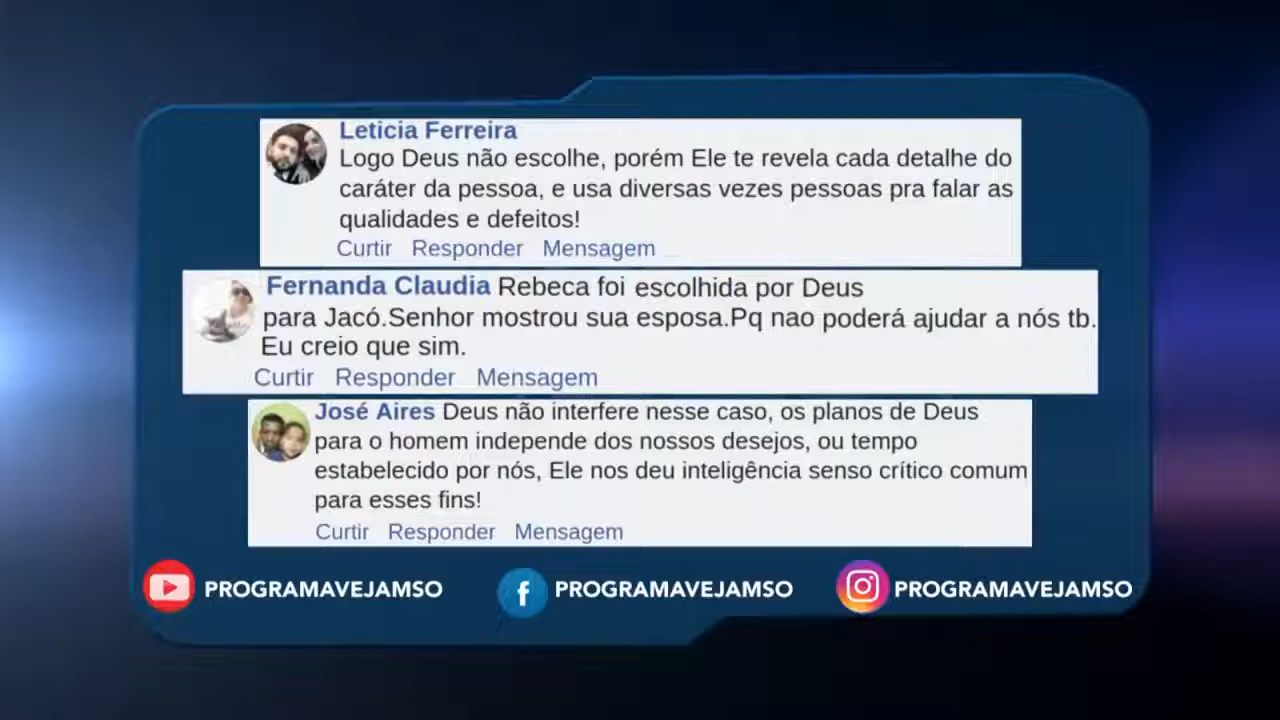 Leticia Ferreira
Logo Deus não escolhe, porém Ele te revela cada detalhe do
caráter da pessoa, e usa diversas vezes pessoas pra falar as
qualidades e defeitos!
Curtir Responder Mensagem
Fernanda Claudia Rebeca foi escolhida por Deus
para Jacó.Senhor mostrou sua esposa.Pq nao poderá ajudar a nós tb.
Eu creio que sim.
Curtir Responder Mensagem
José Aires Deus não interfere nesse caso, os planos de Deus
para o homem independe dos nossos desejos, ou tempo
estabelecido por nós, Ele nos deu inteligência senso crítico comum
para esses fins!
Curtir Responder Mensagem
PROGRAMAVEJAMSO PROGRAMAVEJAMSO PROGRAMAVEJAMSO